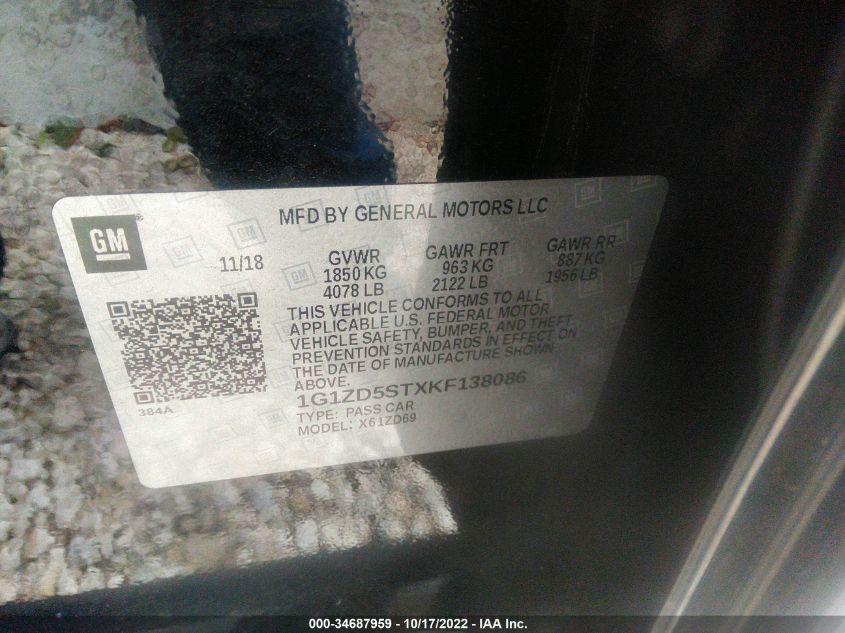 MFD BY GENERAL MOTORS LLC
GM
11/18
GVWR GAWR FRT GAWR RR
1850 KG 963 KG 887 KG
4078 LB 2122 LB 1956 LB
THIS VEHICLE CONFORMS TO ALL
APPLICABLE U.S. FEDERAL MOTOR
VEHICLE SAFETY, BUMPER, AND THEFT
PREVENTION STANDARDS IN EFFECT ON
THE DATE OF MANUFACTURE SHOWN
ABOVE.
384A
1G1ZD5STXKF138086
TYPE: PASS CAR
MODEL: X61ZD69
000-34687959 - 10/17/2022 - IAA Inc.